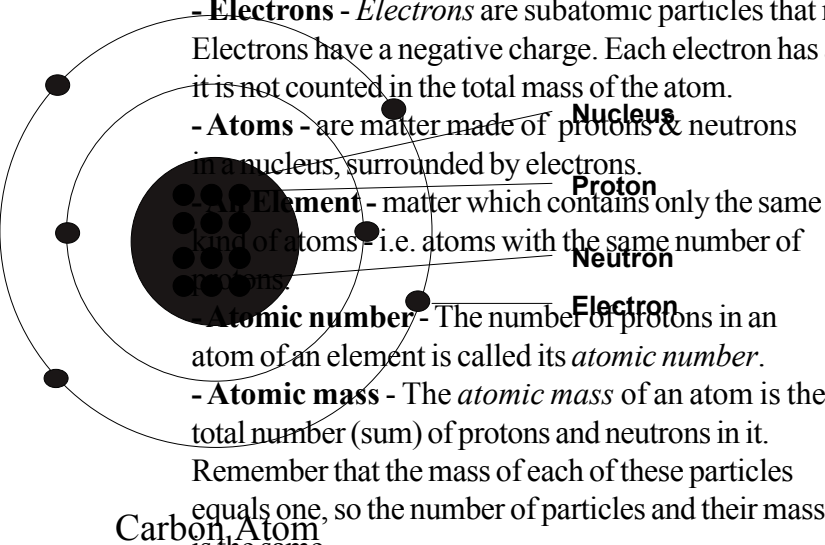 - Electrons - Electrons are subatomic particles that
Electrons have a negative charge. Each electron has
it is not counted in the total mass of the atom.
- Atoms - are matter made of protons & neutrons
in a nucleus, surrounded by electrons.
- An Element - matter which contains only the same
kind of atoms - i.e. atoms with the same number of
protons.
- Atomic number - The number of protons in an
atom of an element is called its atomic number.
- Atomic mass - The atomic mass of an atom is the
total number (sum) of protons and neutrons in it.
Remember that the mass of each of these particles
equals one, so the number of particles and their mass
is the same
Nucleus
Proton
Neutron
Electron
Carbon Atom